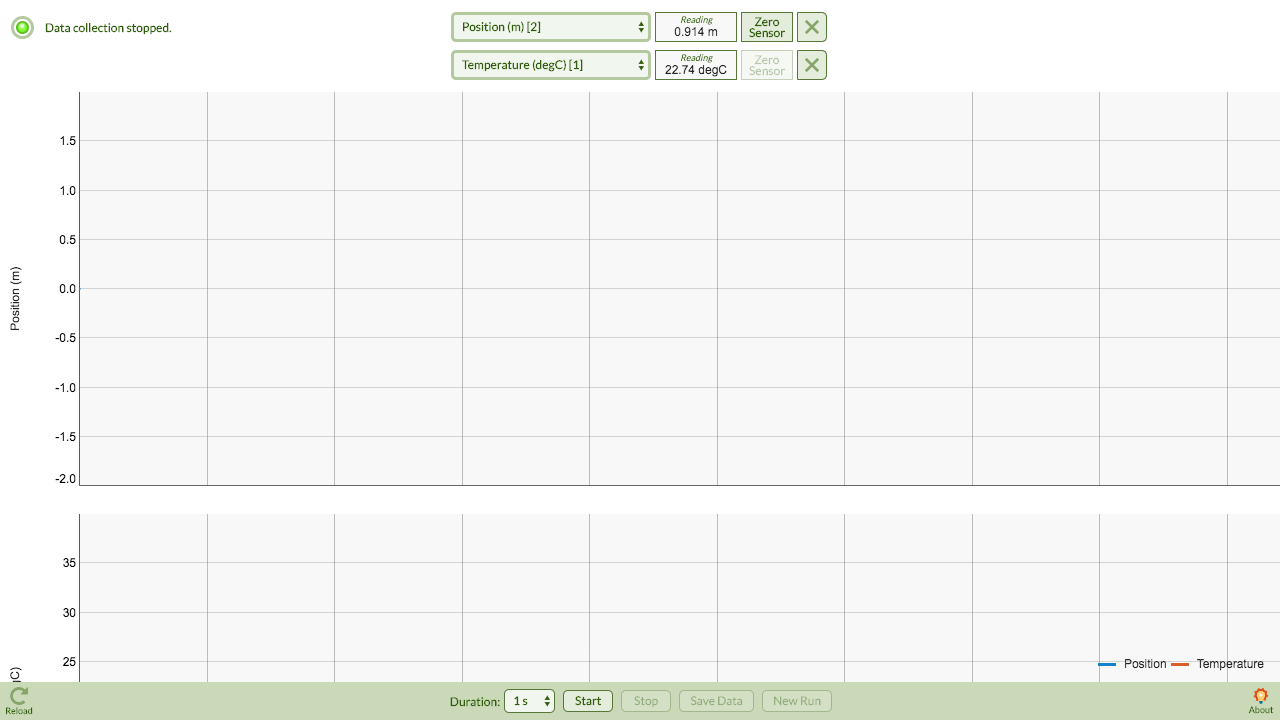 Data collection stopped.
Position (m) [2]
Reading
0.914 m
Zero
Sensor
Temperature (degC) [1]
Reading
22.74 degC
Zero
Sensor
Position (m)
1.5
1.0
0.5
0.0
-0.5
-1.0
-1.5
-2.0
35
30
25
Position
Temperature
Reload
Duration:
1 s
Start
Stop
Save Data
New Run
About